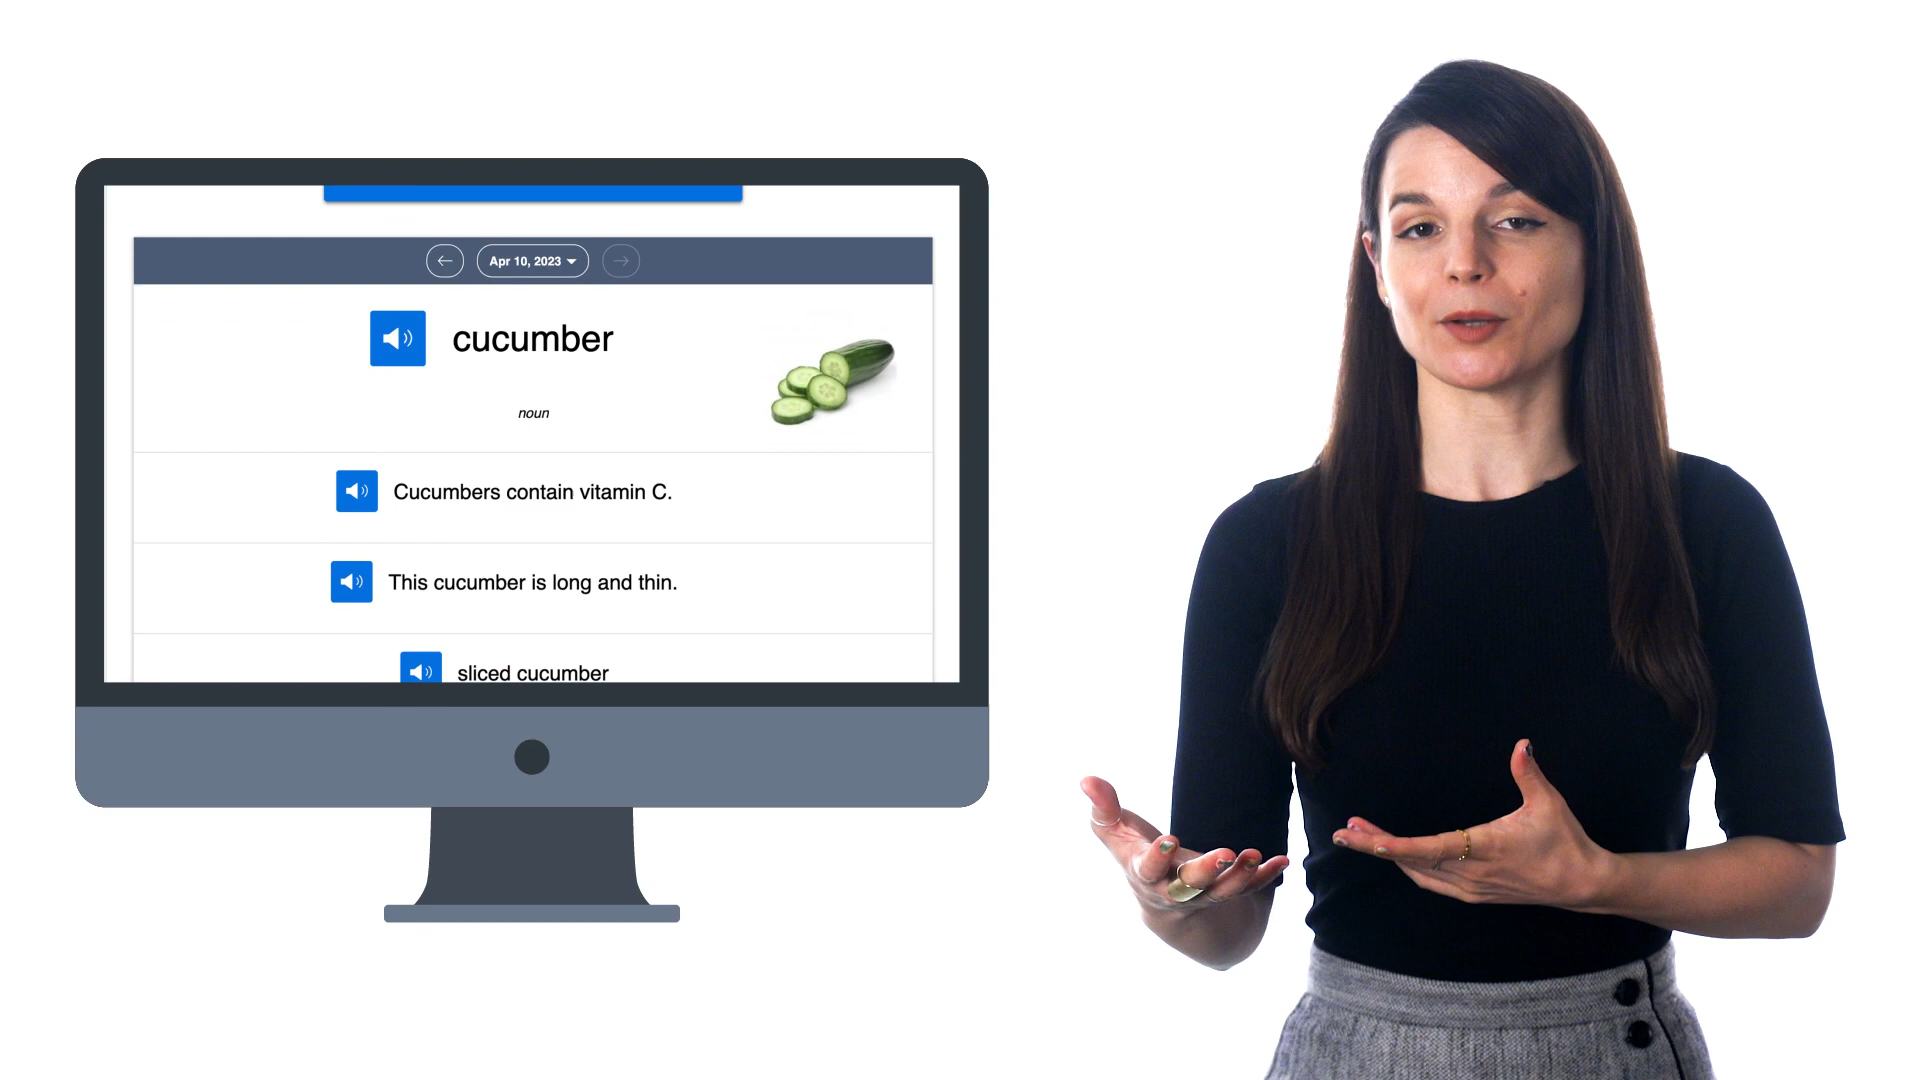 Apr 10, 2023
cucumber
noun
Cucumbers contain vitamin C.
This cucumber is long and thin.
sliced cucumber